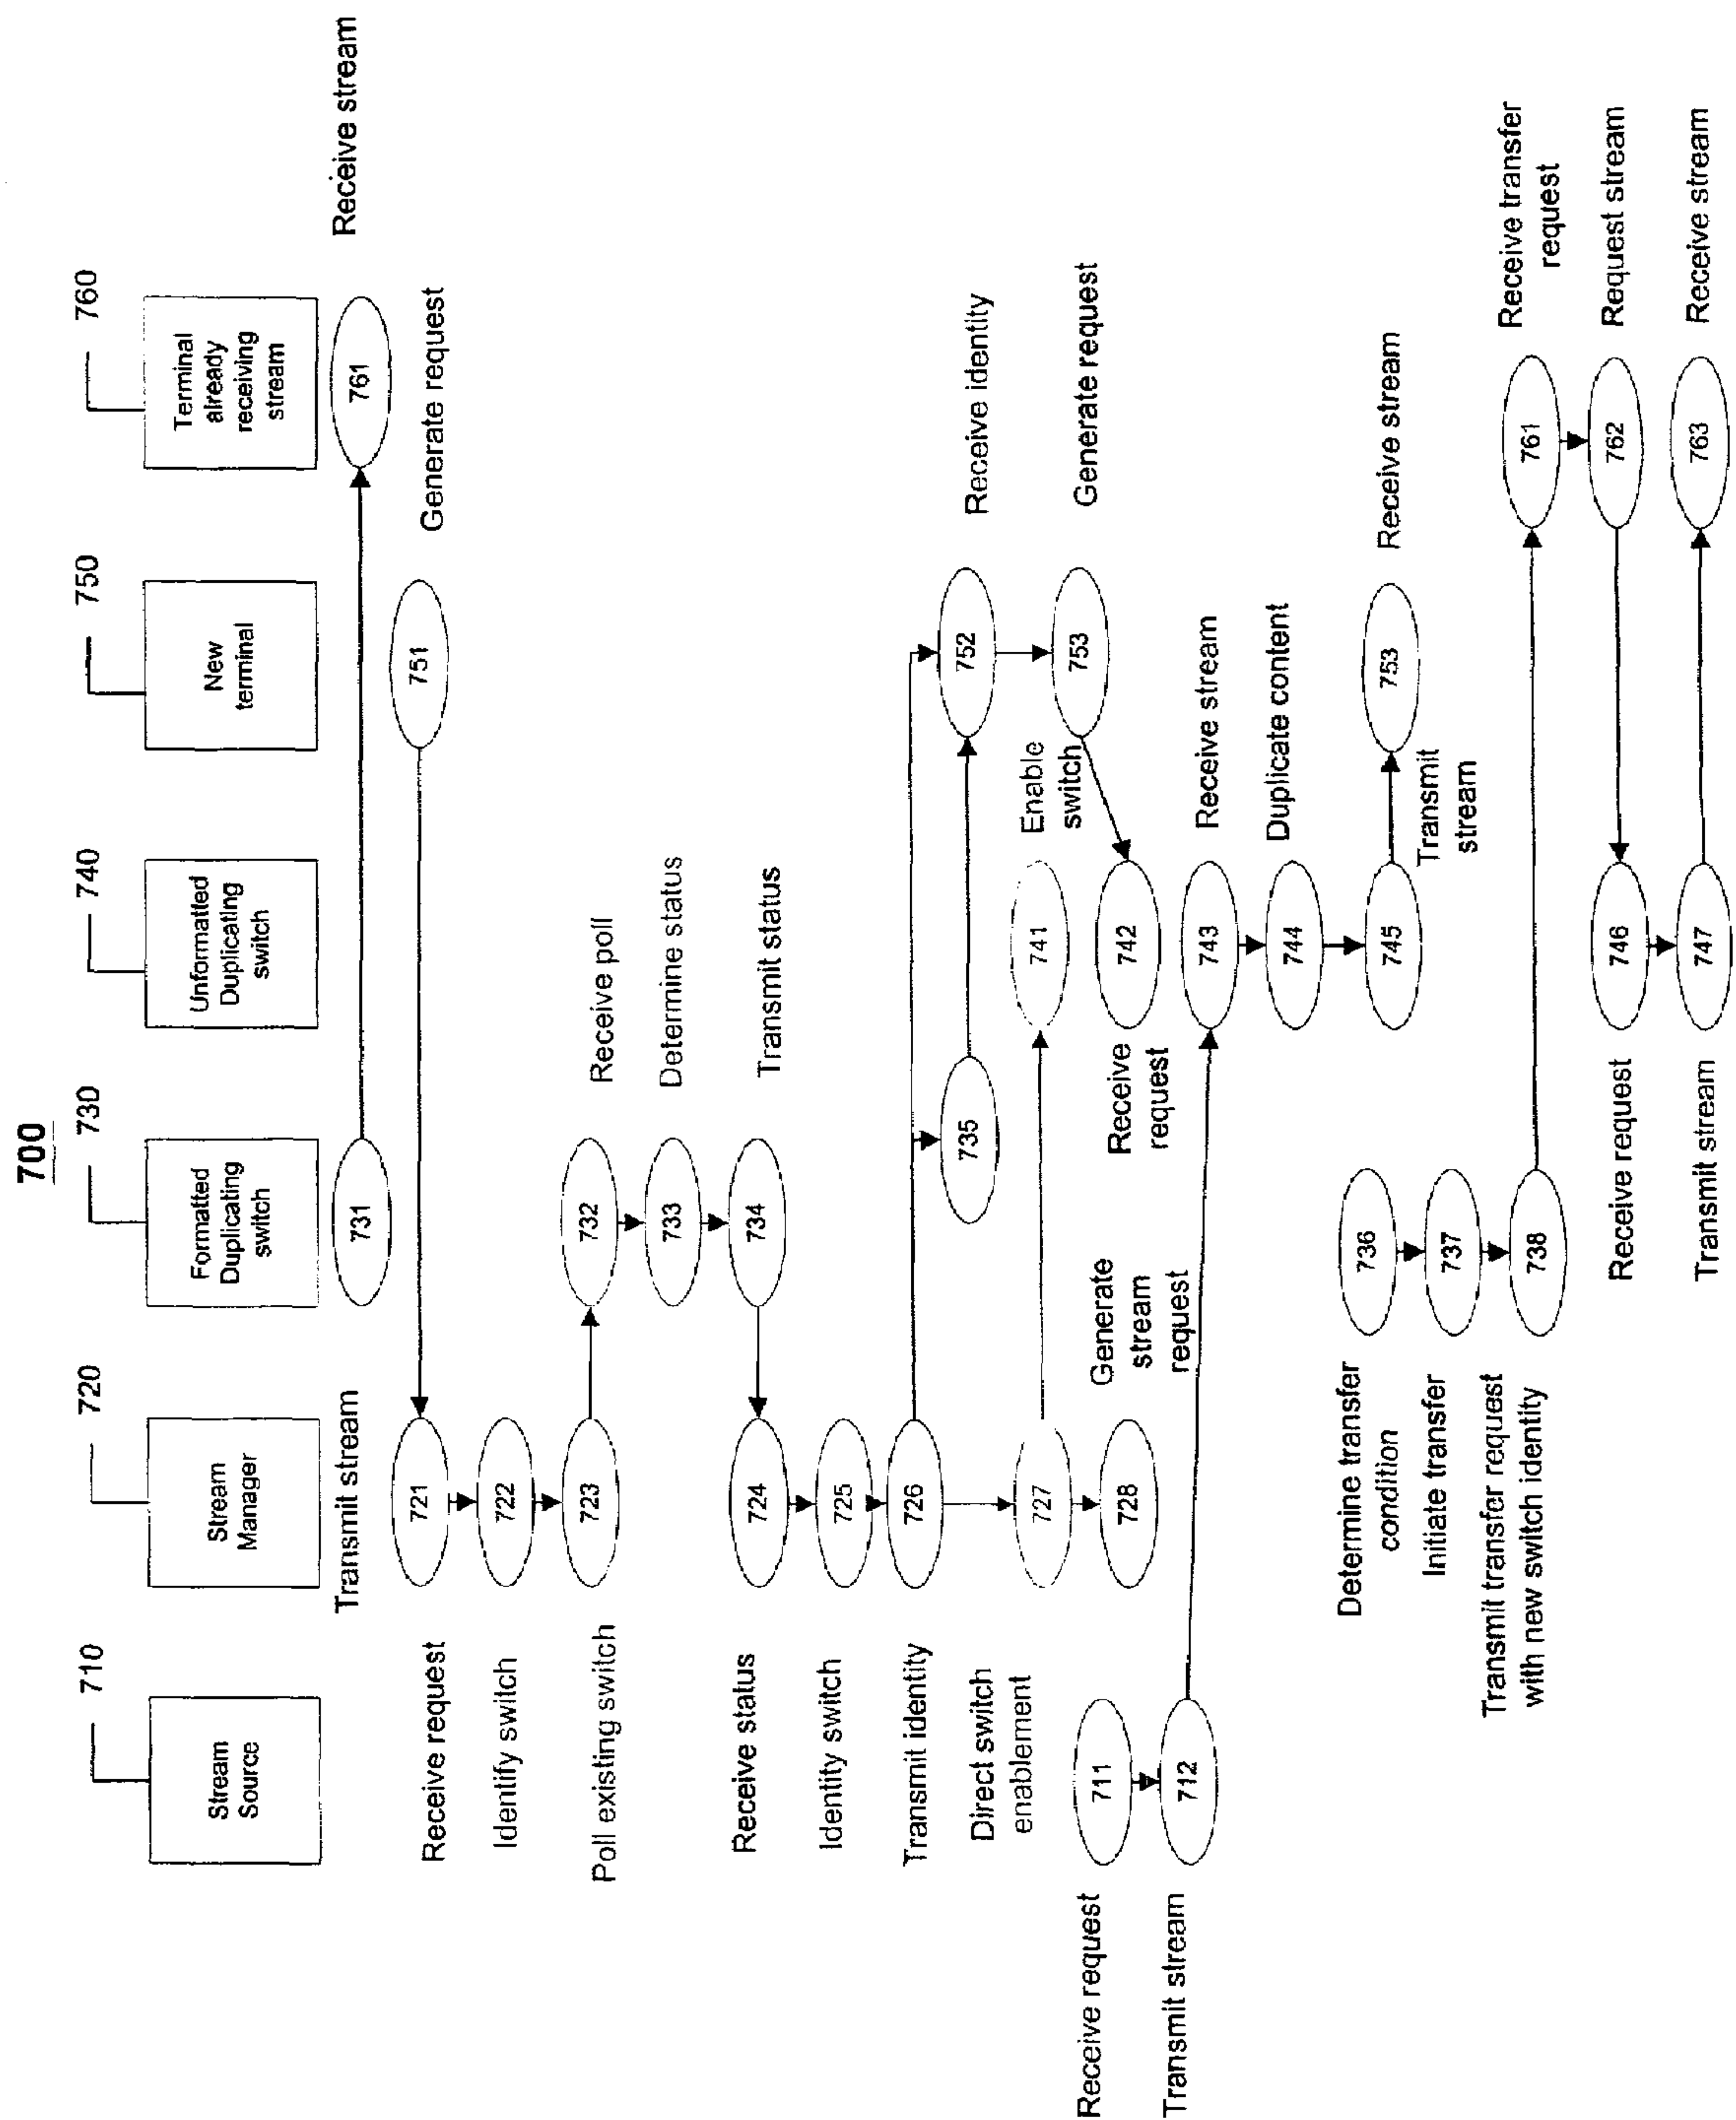 700
710
720
730
740
750
760
Stream
Source
Stream
Manager
Formatted
Duplicating
switch
Unformatted
Duplicating
switch
New
terminal
Terminal
already
receiving
stream
Transmit stream
731
761
Receive stream
Receive request
721
751
Generate request
Identify switch
722
Poll existing switch
723
732
Receive poll
733
Determine status
Receive status
724
734
Transmit status
Identity switch
725
Transmit identity
726
735
752
Receive identity
Direct switch
enablement
727
741
Enable
switch
Receive request
711
728
Generate
stream
request
Receive
request
742
753
Generate request
Transmit stream
712
743
Receive stream
744
Duplicate content
Determine transfer
condition
736
745
Transmit
stream
753
Receive stream
Initiate transfer
737
Transmit transfer request
with new switch identity
738
761
Receive transfer
request
Receive request
746
762
Request stream
Transmit stream
747
763
Receive stream